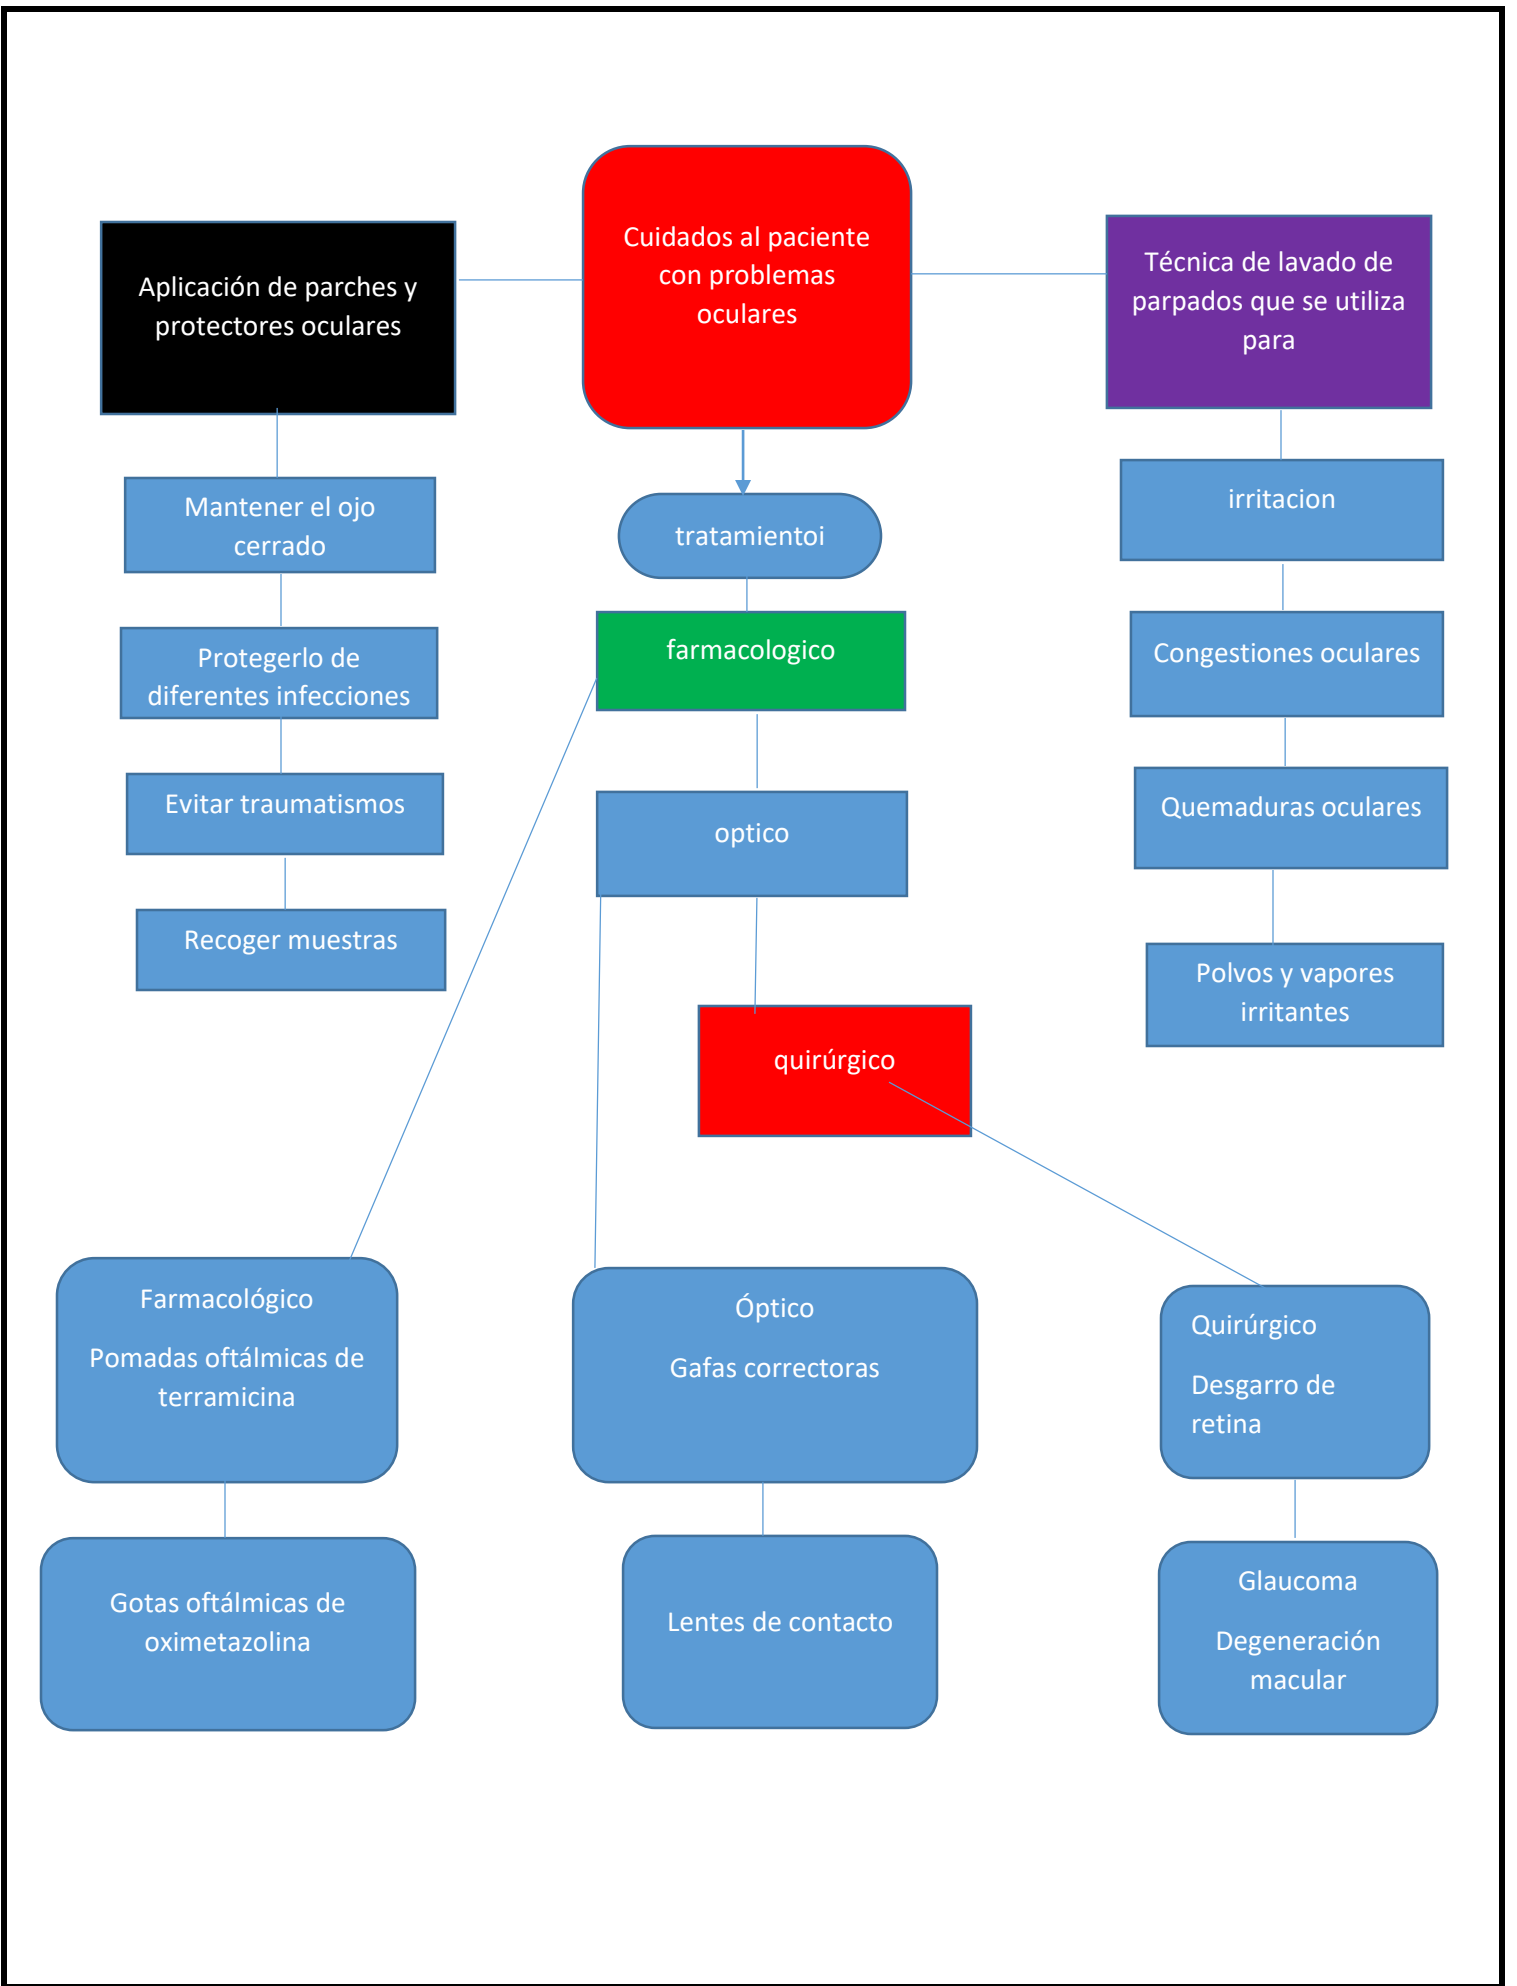 Cuidados al paciente
con problemas
oculares
Aplicación de parches y
protectores oculares
Técnica de lavado de
parpados que se utiliza
para
Mantener el ojo
cerrado
Protegerlo de
diferentes infecciones
Evitar traumatismos
Recoger muestras
tratamientoi
farmacologico
optico
quirúrgico
irritacion
Congestiones oculares
Quemaduras oculares
Polvos y vapores
irritantes
Farmacológico
Pomadas oftálmicas de
terramicina
Gotas oftálmicas de
oximetazolina
Óptico
Gafas correctoras
Lentes de contacto
Quirúrgico
Desgarro de
retina
Glaucoma
Degeneración
macular